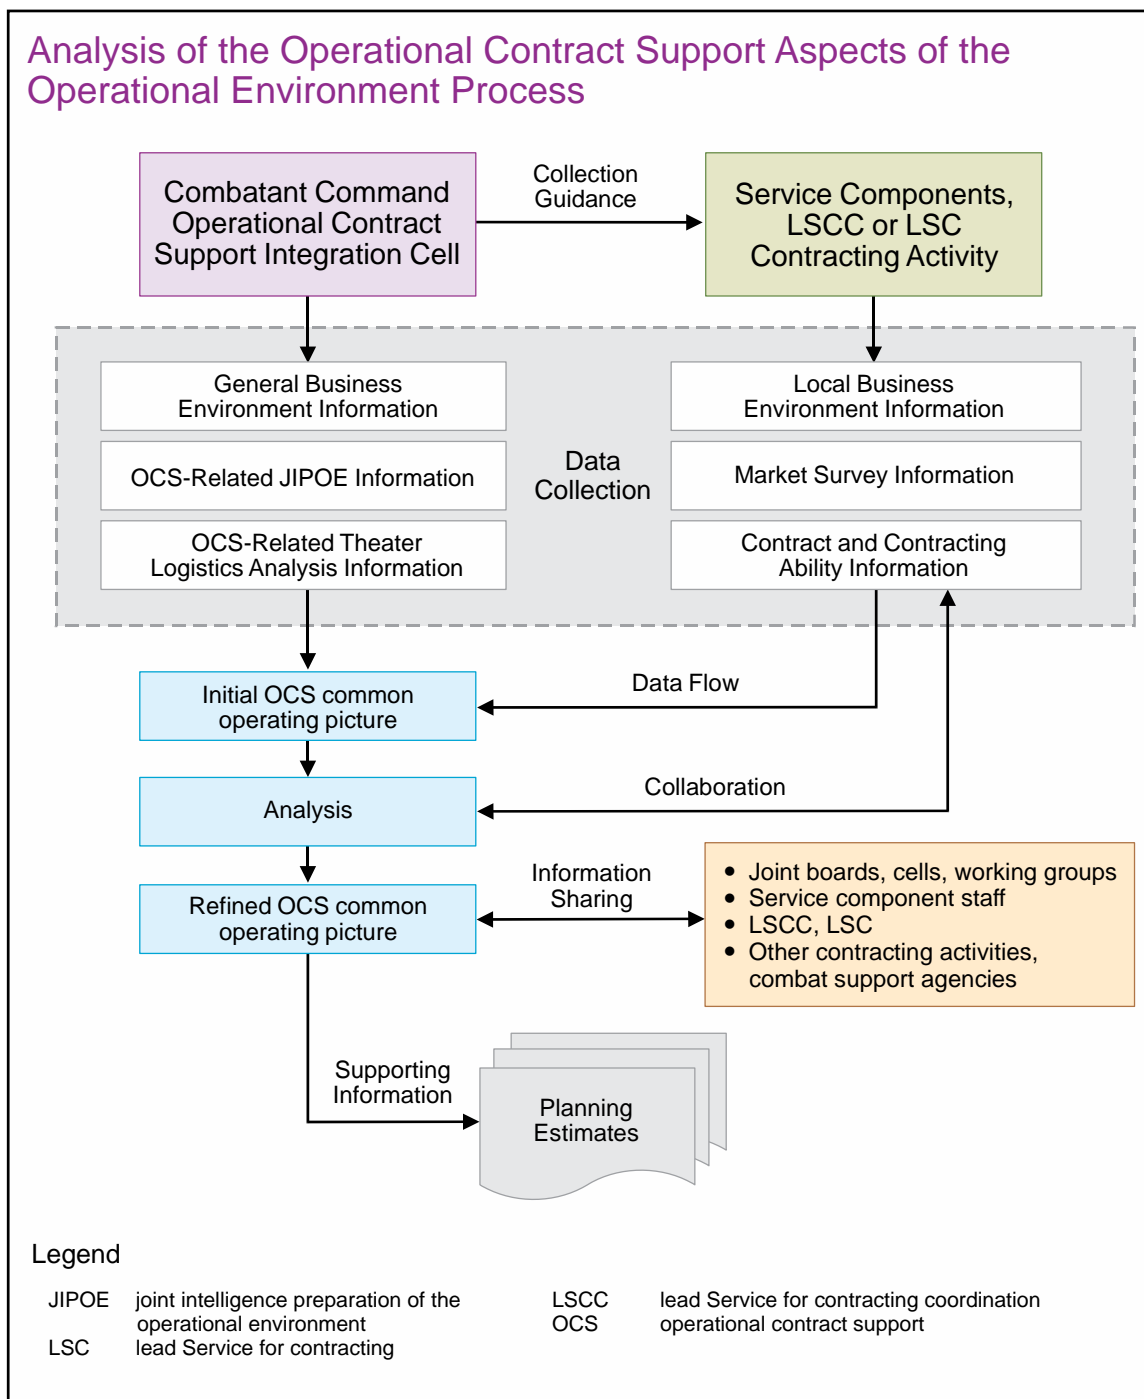 Analysis of the Operational Contract Support Aspects of the
Operational Environment Process
Combatant Command
Operational Contract
Support Integration Cell
Collection
Guidance
Service Components,
LSCC or LSC
Contracting Activity
General Business
Environment Information
OCS-Related JIPOE Information
OCS-Related Theater
Logistics Analysis Information
Data
Collection
Local Business
Environment Information
Market Survey Information
Contract and Contracting
Ability Information
Initial OCS common
operating picture
Data Flow
Analysis
Collaboration
Refined OCS common
operating picture
Information
Sharing
• Joint boards, cells, working groups
• Service component staff
• LSCC, LSC
• Other contracting activities,
combat support agencies
Supporting
Information
Planning
Estimates
Legend
JIPOE joint intelligence preparation of the
operational environment
LSC lead Service for contracting
LSCC lead Service for contracting coordination
OCS operational contract support